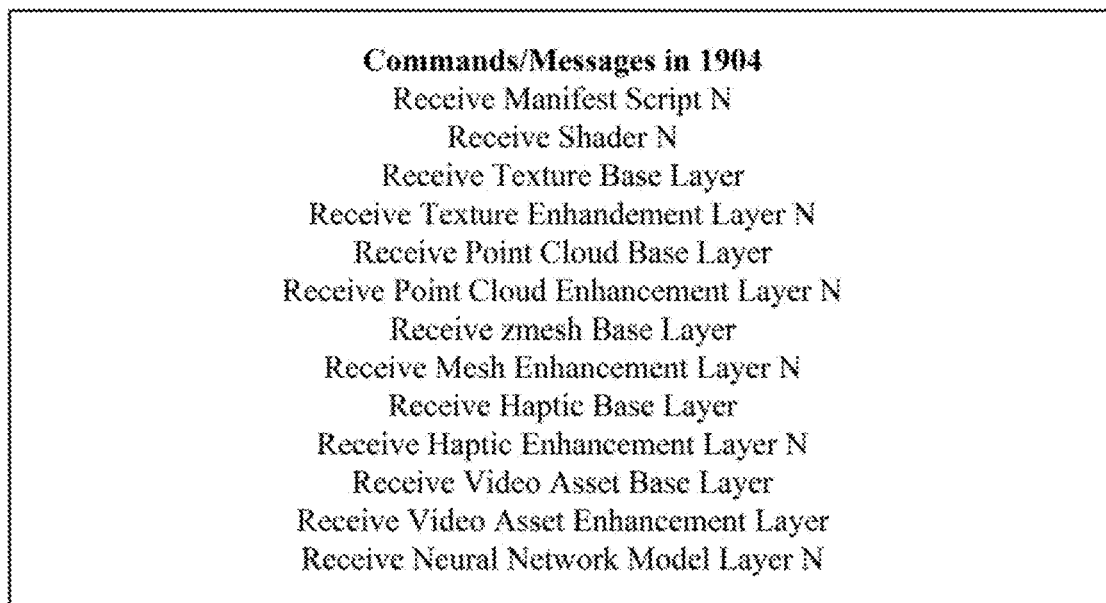 Commands/Messages in 1904
Receive Manifest Script N
Receive Shader N
Receive Texture Base Layer
Receive Texture Enhandement Layer N
Receive Point Cloud Base Layer
Receive Point Cloud Enhancement Layer N
Receive zmesh Base Layer
Receive Mesh Enhancement Layer N
Receive Haptic Base Layer
Receive Haptic Enhancement Layer N
Receive Video Asset Base Layer
Receive Video Asset Enhancement Layer
Receive Neural Network Model Layer N